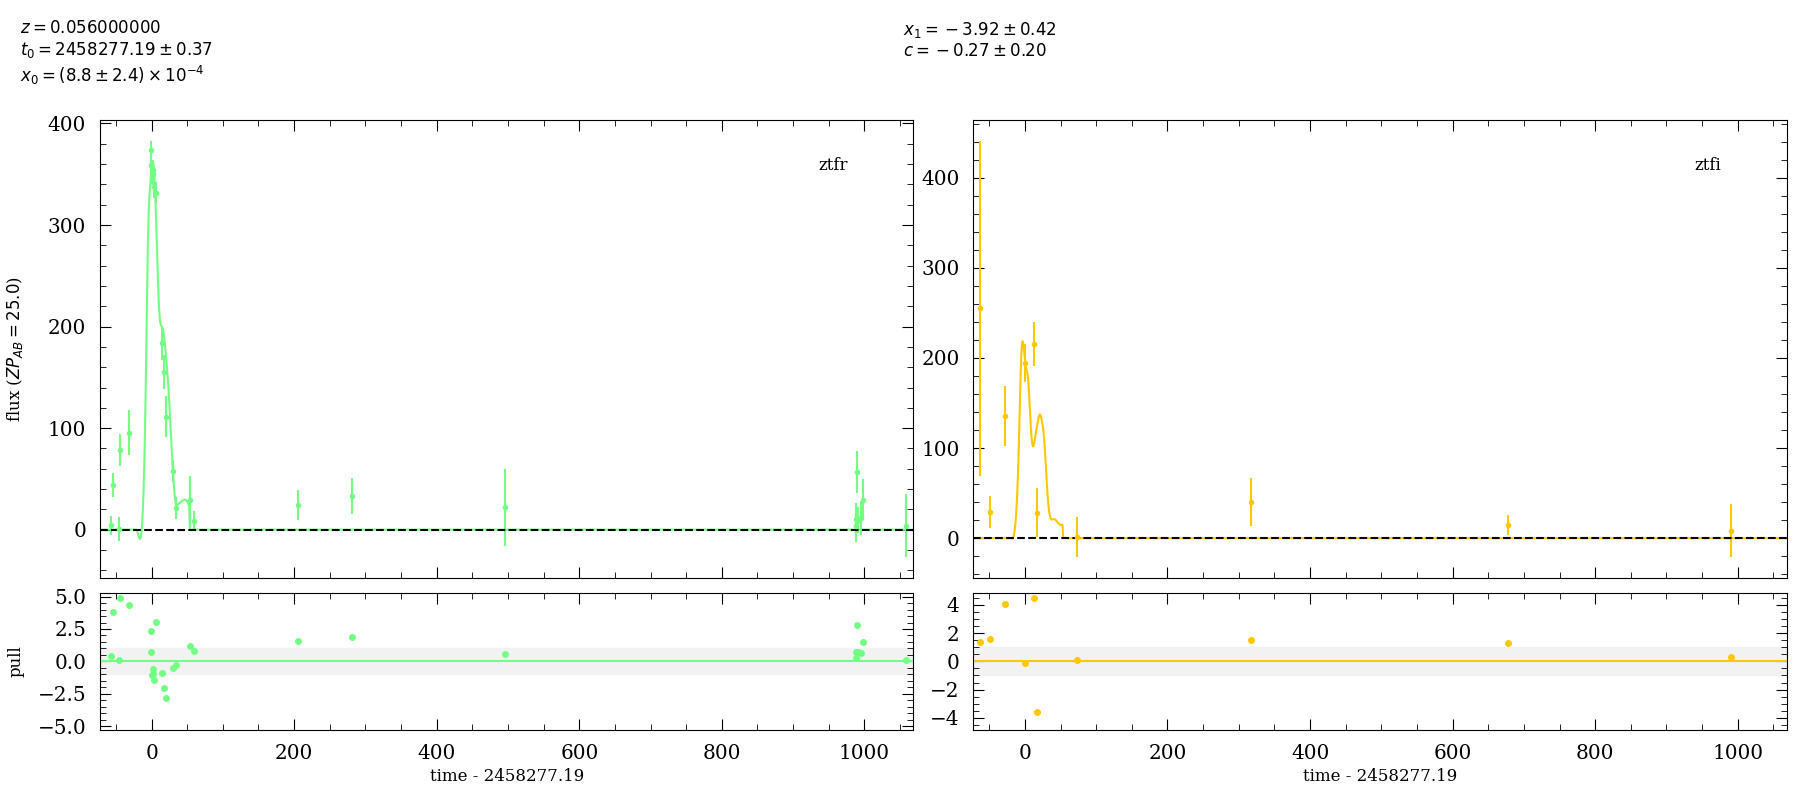 z = 0.056000000
t₀ = 2458277.19 ± 0.37
x₀ = (8.8 ± 2.4) × 10⁻⁴
x₁ = −3.92 ± 0.42
c = −0.27 ± 0.20
ztfr
400
300
200
100
0
flux (ZP_AB = 25.0)
ztfi
400
300
200
100
0
5.0
2.5
0.0
−2.5
−5.0
pull
0 200 400 600 800 1000
time - 2458277.19
4
2
0
−2
−4
0 200 400 600 800 1000
time - 2458277.19